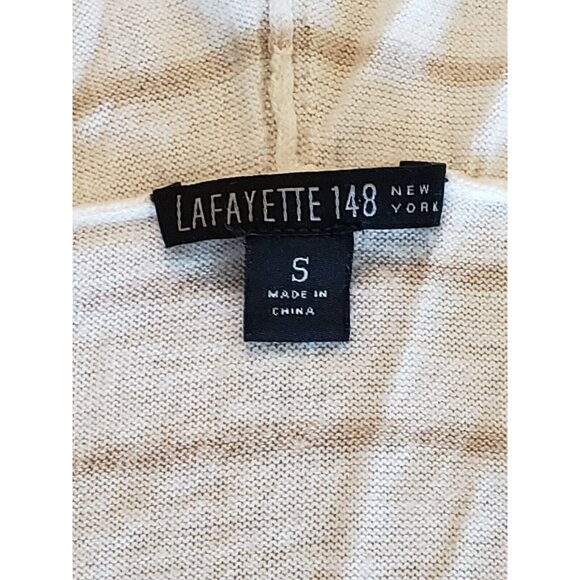 LAFAYETTE 148 NEW YORK
S
MADE IN
CHINA